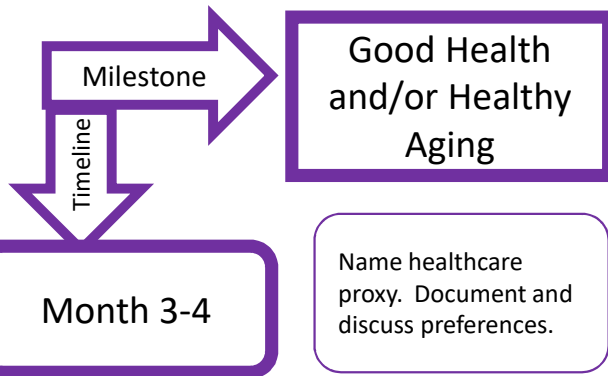 Milestone
Good Health
and/or Healthy
Aging
Timeline
Month 3-4
Name healthcare
proxy.  Document and
discuss preferences.